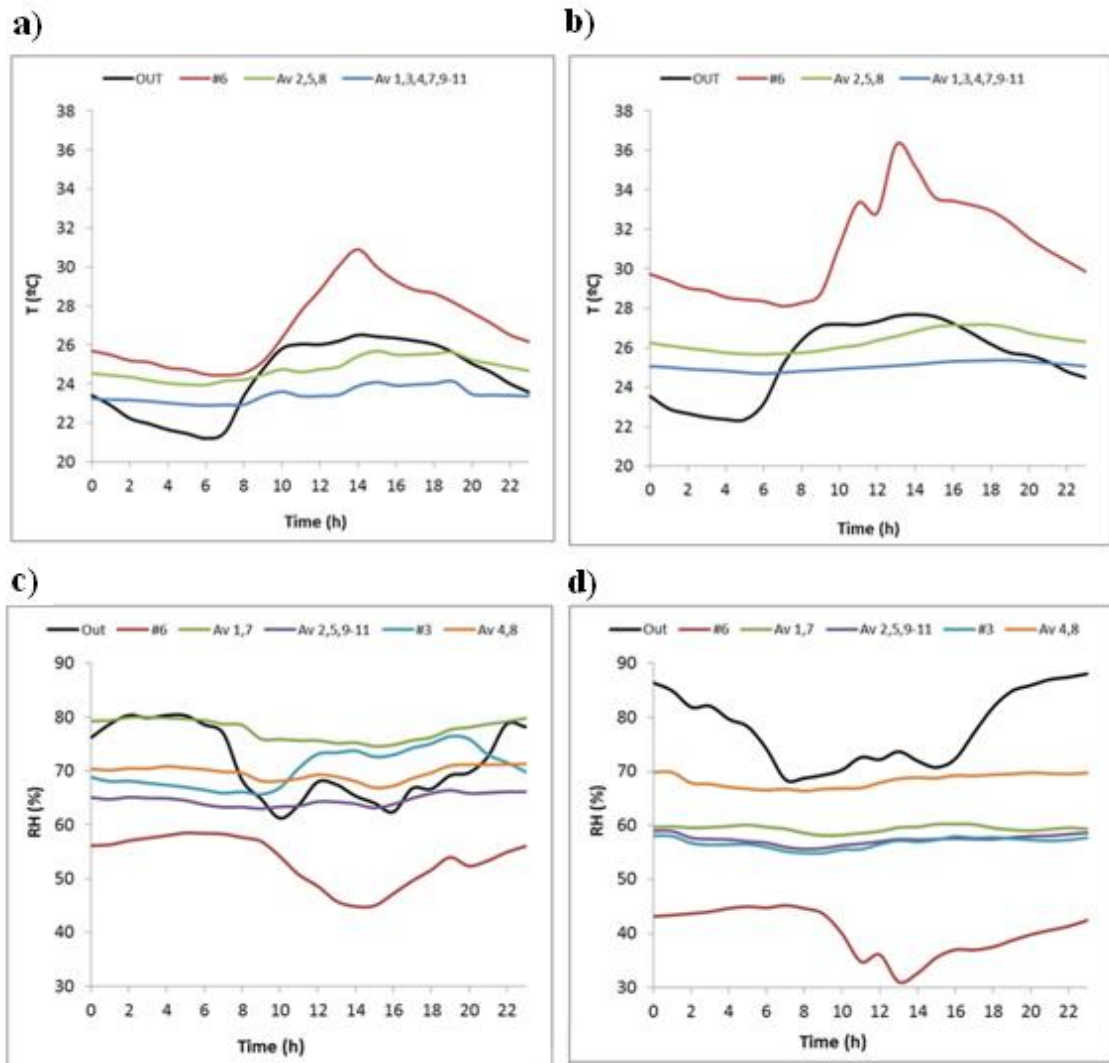 a)
OUT #6 Av 2,5,8 Av 1,3,4,7,9-11
38
36
34
32
30
28
26
24
22
20
T (ºC)
0 2 4 6 8 10 12 14 16 18 20 22
Time (h)
b)
OUT #6 Av 2,5,8 Av 1,3,4,7,9-11
38
36
34
32
30
28
26
24
22
20
T (ºC)
0 2 4 6 8 10 12 14 16 18 20 22
Time (h)
c)
Out #6 Av 1,7 Av 2,5,9-11 #3 Av 4,8
90
80
70
60
50
40
30
RH (%)
0 2 4 6 8 10 12 14 16 18 20 22
Time (h)
d)
Out #6 Av 1,7 Av 2,5,9-11 #3 Av 4,8
90
80
70
60
50
40
30
RH (%)
0 2 4 6 8 10 12 14 16 18 20 22
Time (h)